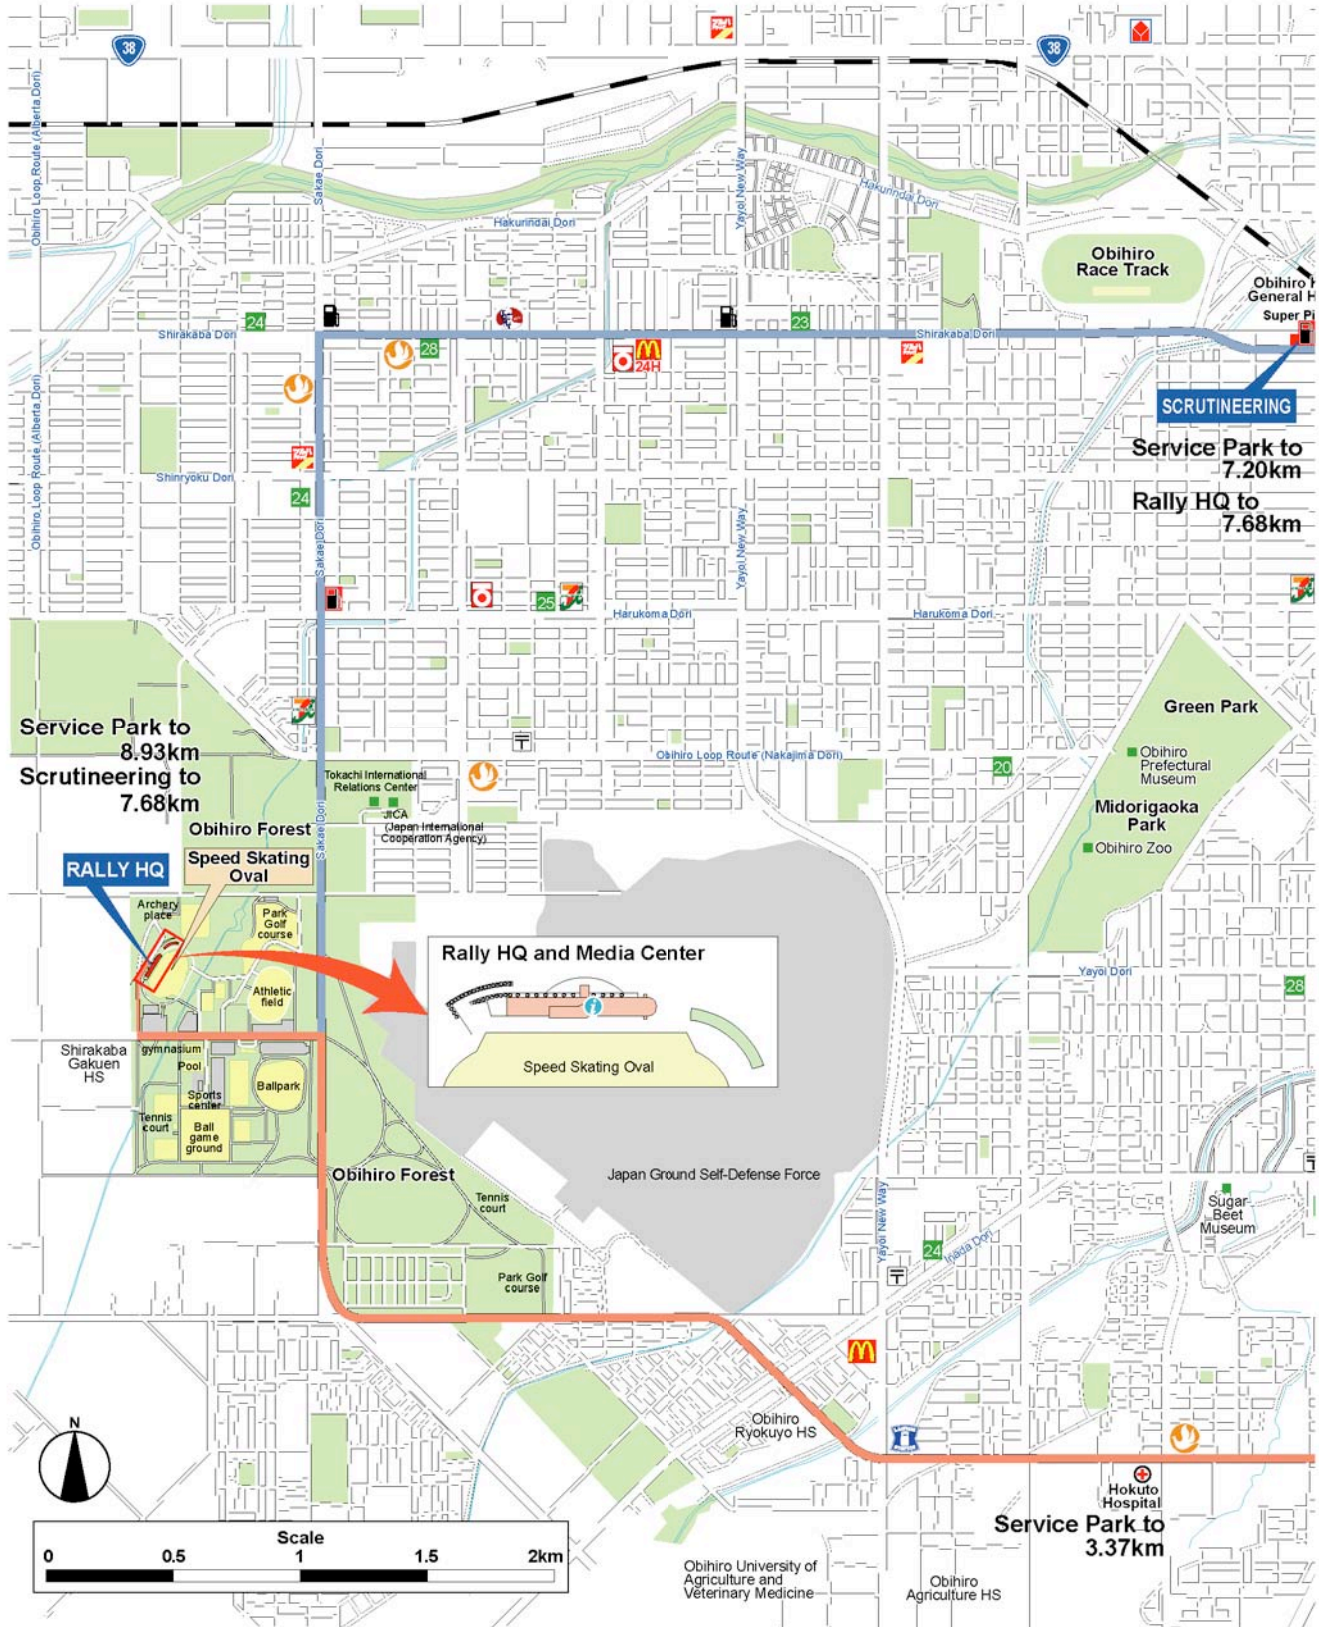 38
38
Obihiro Loop Route (Alberta Dori)
Sakae Dori
Yayoi New Way
Hakurindai Dori
Hakurindai Dori
Obihiro
Race Track
Obihiro
General H
Super Pi
24
23
Shirakaba Dori
Shirakaba Dori
28
24H
SCRUTINEERING
Service Park to
7.20km
Rally HQ to
7.68km
Obihiro Loop Route (Alberta Dori)
Shinryoku Dori
24
Sakae Dori
Yayoi New Way
25
Harukoma Dori
Harukoma Dori
Green Park
Service Park to
8.93km
Scrutineering to
7.68km
〒
Obihiro Loop Route (Nakajima Dori)
20
Obihiro
Prefectural
Museum
Midorigaoka
Park
Obihiro Zoo
Tokachi International
Relations Center
JICA
(Japan International
Cooperation Agency)
Sakae Dori
Obihiro Forest
RALLY HQ
Speed Skating
Oval
Archery
place
Park
Golf
course
Athletic
field
Rally HQ and Media Center
i
Speed Skating Oval
Yayoi Dori
28
Shirakaba
Gakuen
HS
gymnasium
Pool
Sports
center
Ballpark
Tennis
court
Ball
game
ground
Obihiro Forest
Japan Ground Self-Defense Force
Tennis
court
Yayoi New Way
24
Inada Dori
〒
Sugar
Beet
Museum
Park Golf
course
Obihiro
Ryokuyo HS
N
Hokuto
Hospital
Service Park to
3.37km
Scale
0 0.5 1 1.5 2km
Obihiro University of
Agriculture and
Veterinary Medicine
Obihiro
Agriculture HS